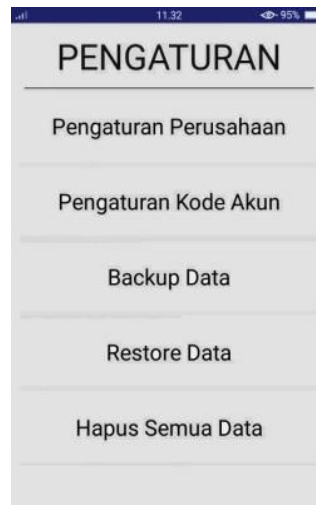 11.32 95%
PENGATURAN
Pengaturan Perusahaan
Pengaturan Kode Akun
Backup Data
Restore Data
Hapus Semua Data